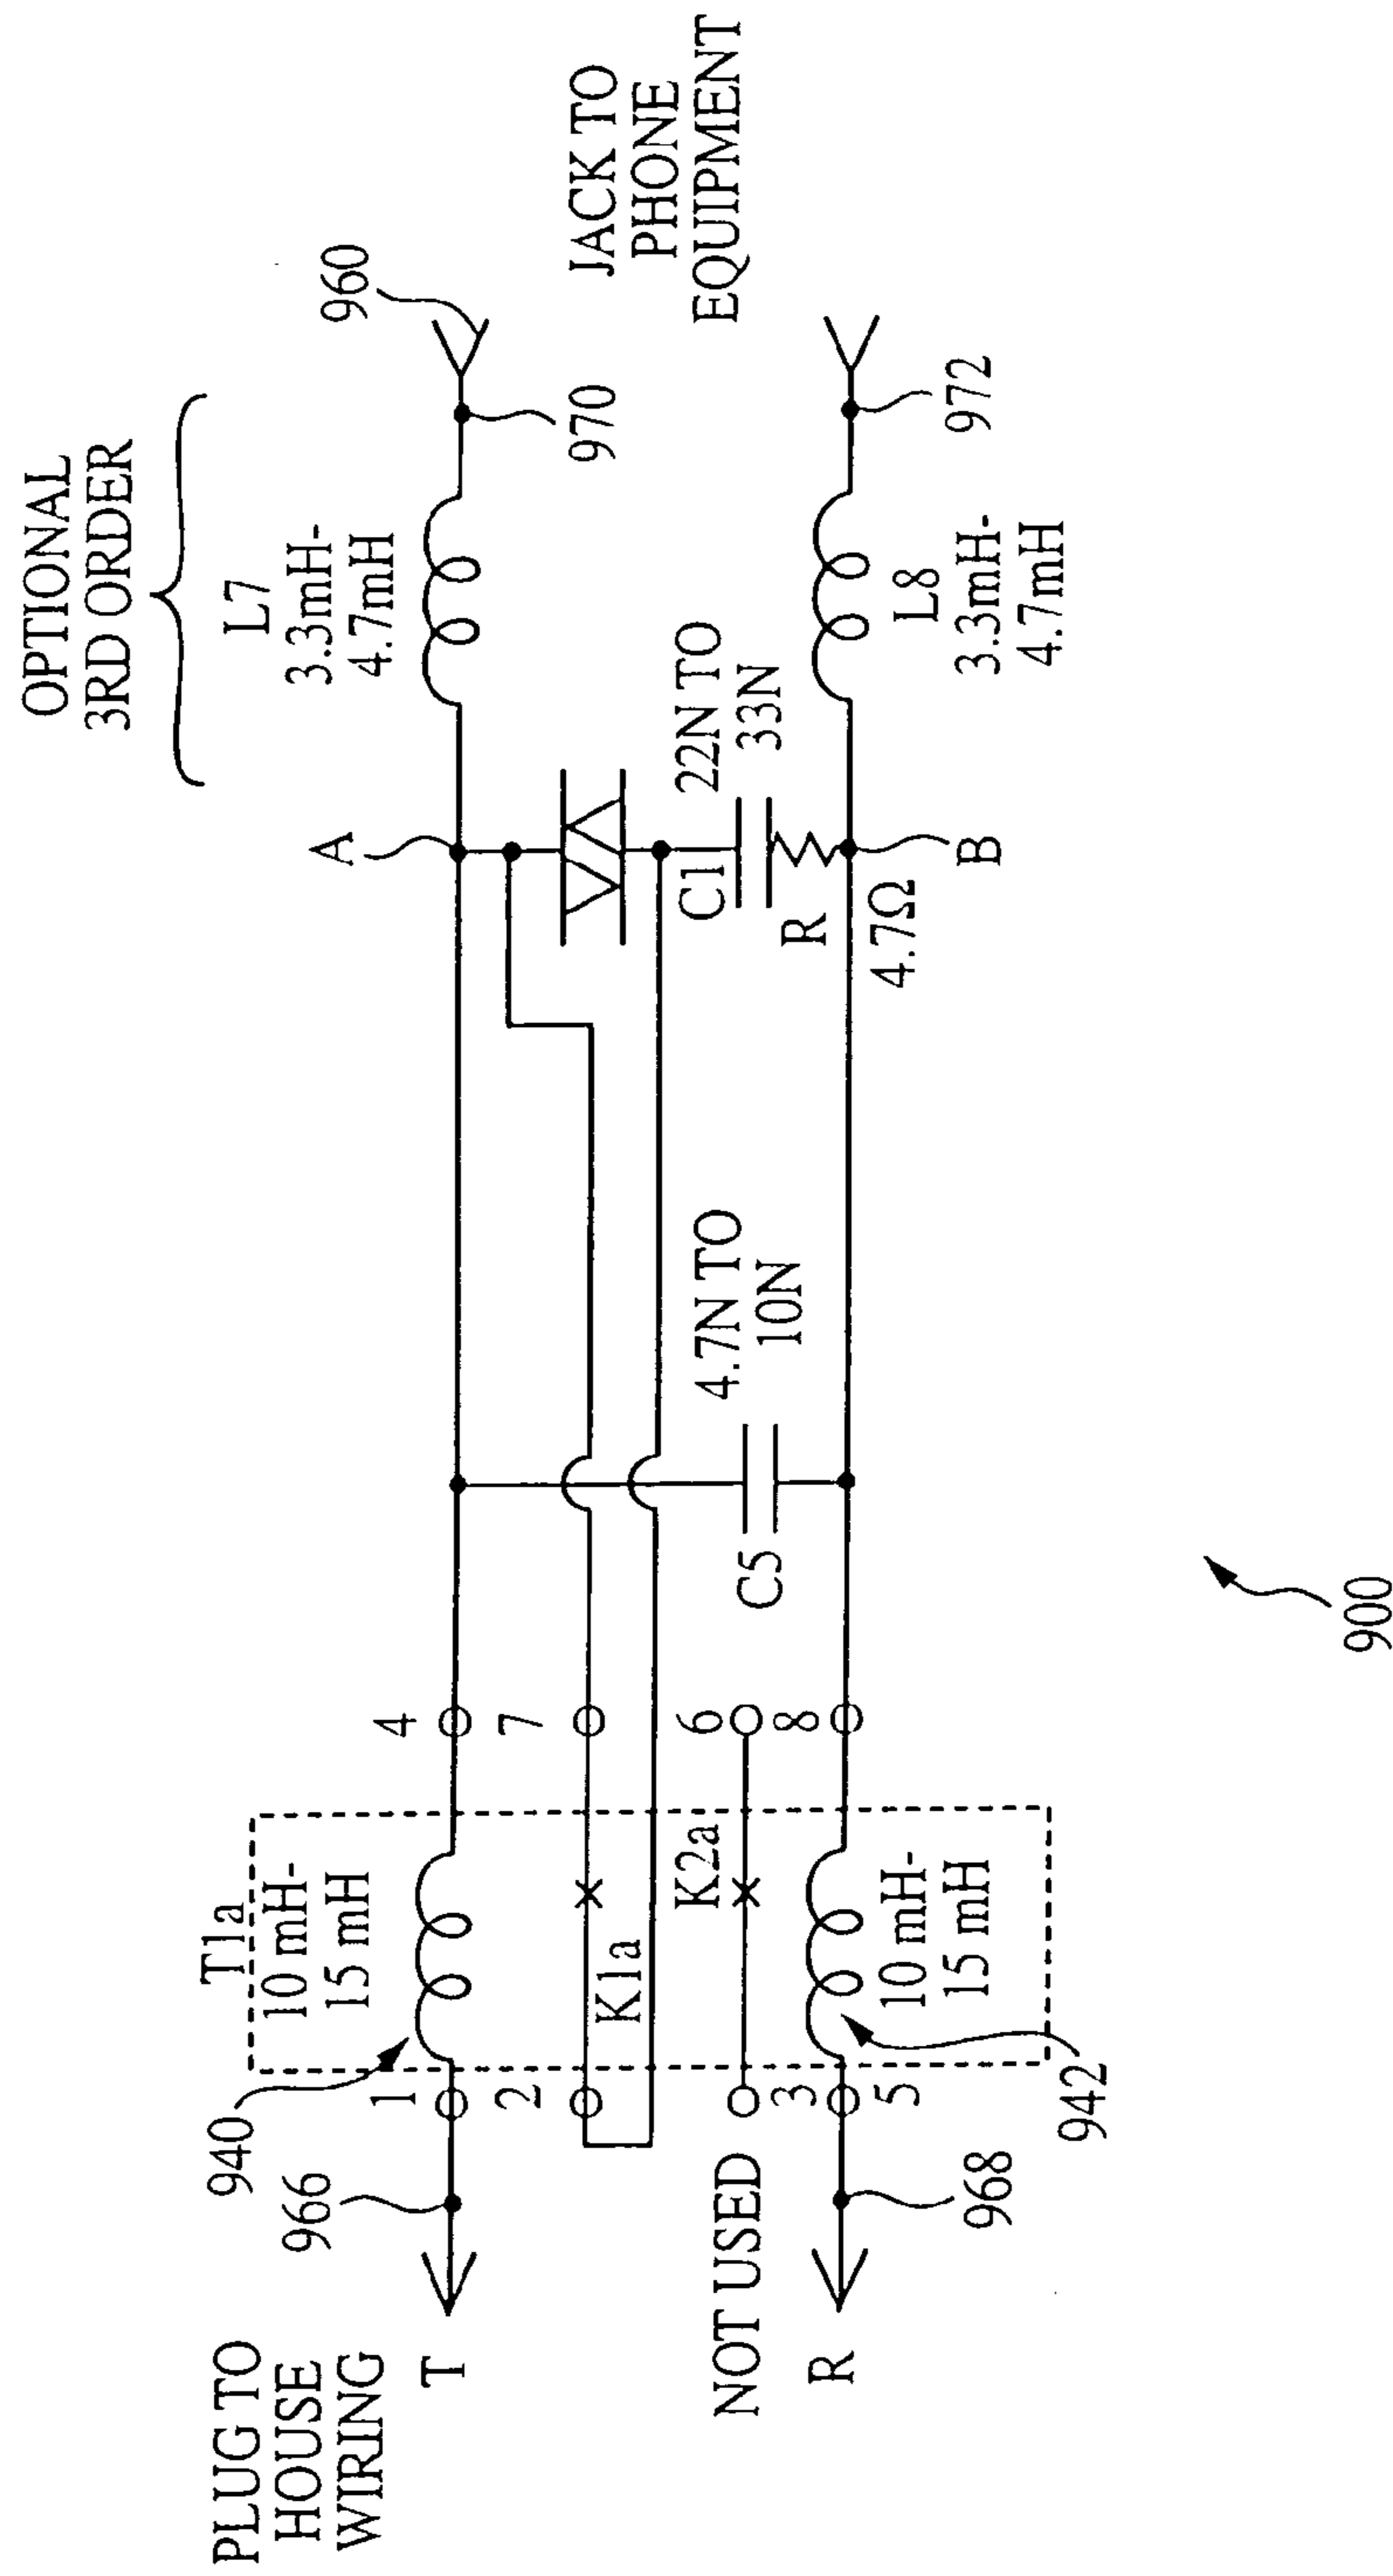 OPTIONAL
3RD ORDER
960
L7
3.3mH-
4.7mH
970
JACK TO
PHONE
EQUIPMENT
A
22N TO
33N
C1
R
4.7Ω
B
L8
3.3mH-
4.7mH
972
4.7N TO
10N
C5
T1a
10 mH-
15 mH
4
7
6
8
K1a
K2a
10 mH-
15 mH
940
1
2
3
5
942
966
968
PLUG TO
HOUSE
WIRING
T
NOT USED
R
900